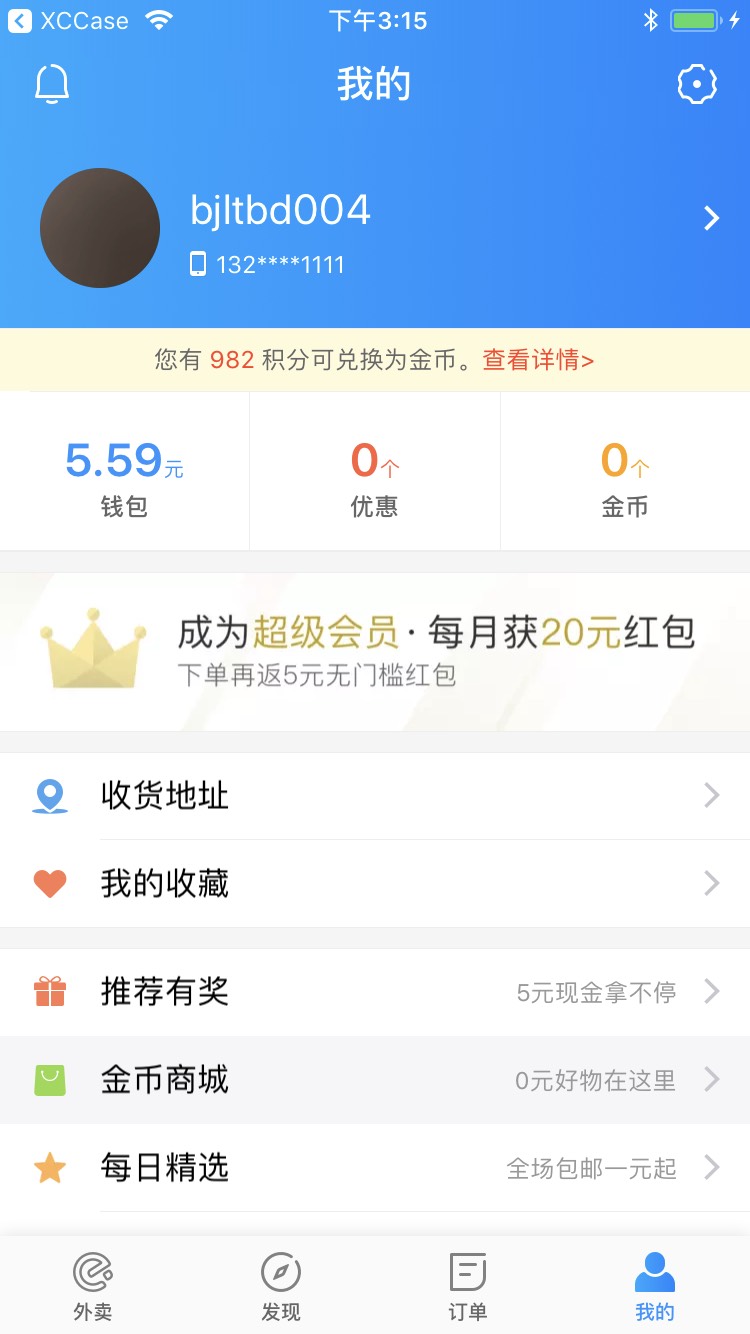 XCCase 下午3:15
我的
bjltbd004
132****1111
您有 982 积分可兑换为金币。查看详情>
5.59元 0个 0个
钱包 优惠 金币
成为超级会员·每月获20元红包
下单再返5元无门槛红包
收货地址
我的收藏
推荐有奖 5元现金拿不停
金币商城 0元好物在这里
每日精选 全场包邮一元起
外卖 发现 订单 我的